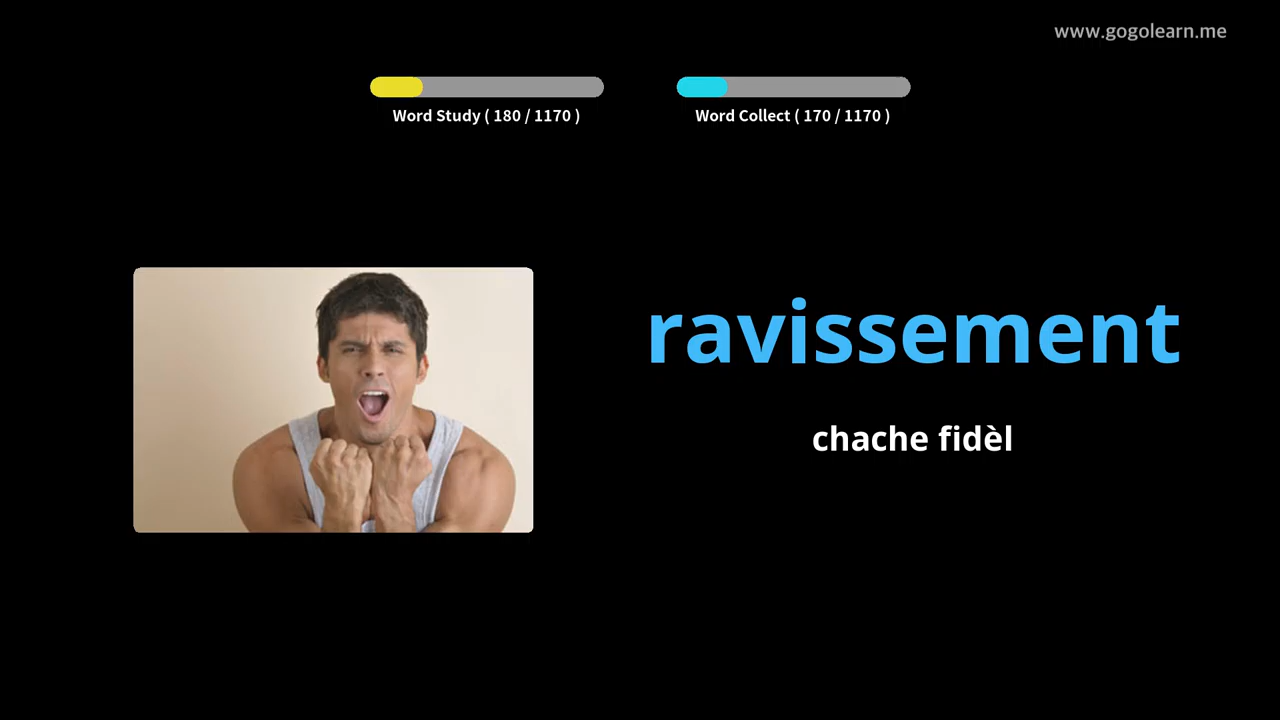 www.gogolearn.me
Word Study ( 180 / 1170 )
Word Collect ( 170 / 1170 )
ravissement
chache fidèl